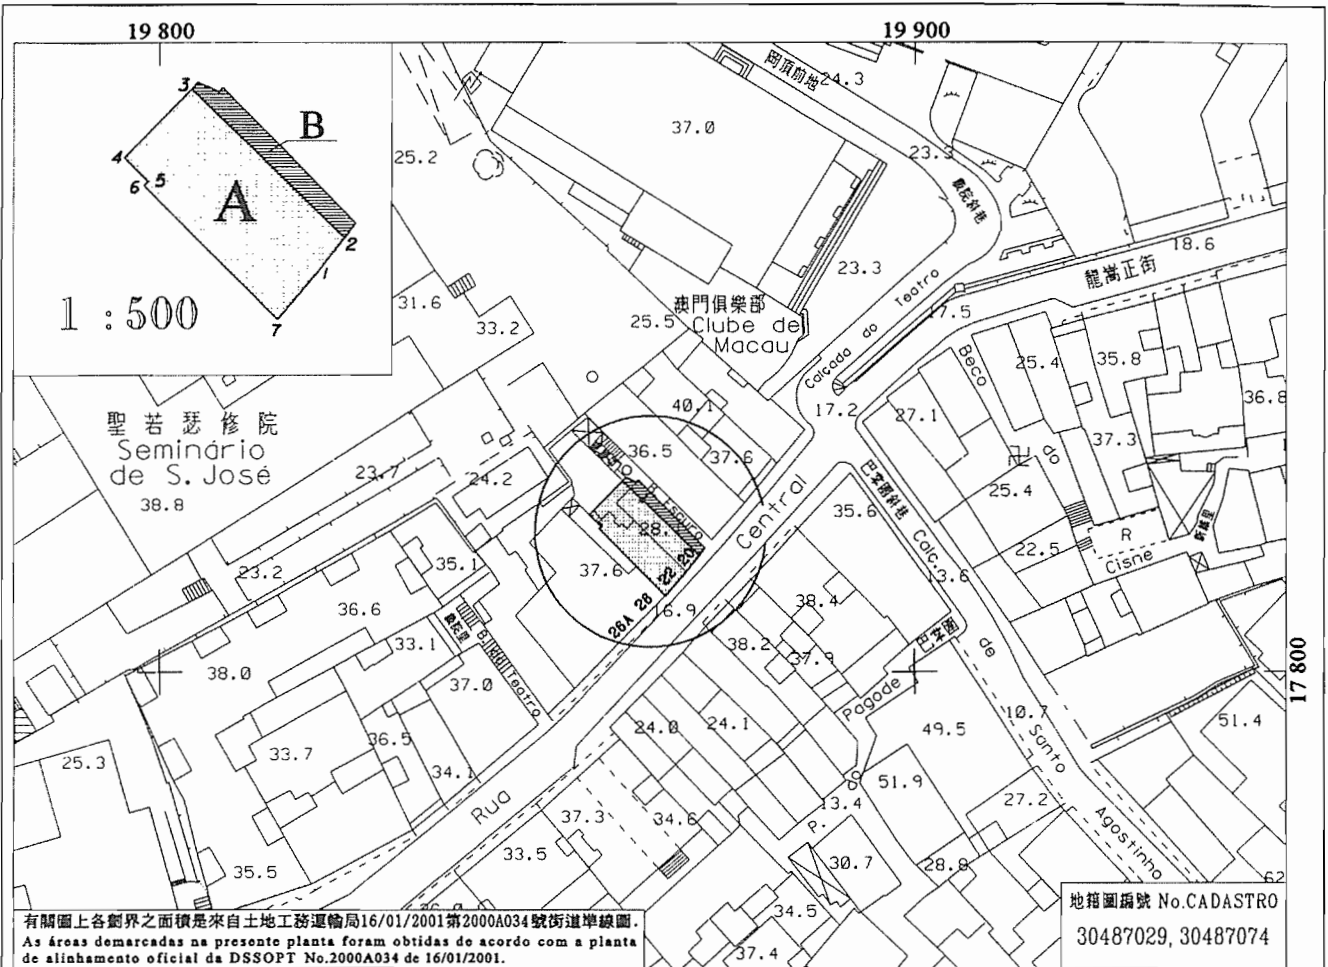 19 800
19 900
3
B
4
6
5
A
2
1
7
1 : 500
岡頂前地
24.3
37.0
23.3
25.2
戲院斜巷
18.6
龍嵩正街
23.3
Teatro
do
Calçada
31.6
33.2
25.5
澳門俱樂部
Clube de
Macau
17.5
Beco
do
25.4
35.8
36.8
17.2
27.1
40.1
36.5
37.6
37.3
聖若瑟修院
Seminário
de S. José
38.8
23.7
24.2
25.4
35.6
巴掌圍斜巷
Central
Escuro
28.
37.6
20
22
26
26A
16.9
22.5
R
Cisne
Calç.
13.6
de
Santo
Agostinho
23.2
35.1
36.6
33.1
B.
Teatro
38.0
37.0
38.4
38.2
37.9
Pagode
do
P.
17 800
10.7
51.4
49.5
25.3
33.7
36.5
34.1
24.0
24.1
51.9
27.2
13.4
Rua
37.3
34.6
33.5
35.5
30.7
28.8
62
34.5
37.4
有關圖上各劃界之面積是來自土地工務運輸局16/01/2001第2000A034號街道準線圖.
As áreas demarcadas na presente planta foram obtidas de acordo com a planta
de alinhamento oficial da DSSOPT No.2000A034 de 16/01/2001.
地籍圖編號 No.CADASTRO
30487029, 30487074